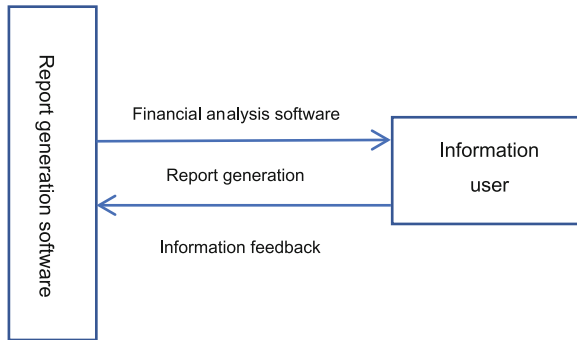 Report generation software
Financial analysis software
Report generation
Information feedback
Information
user